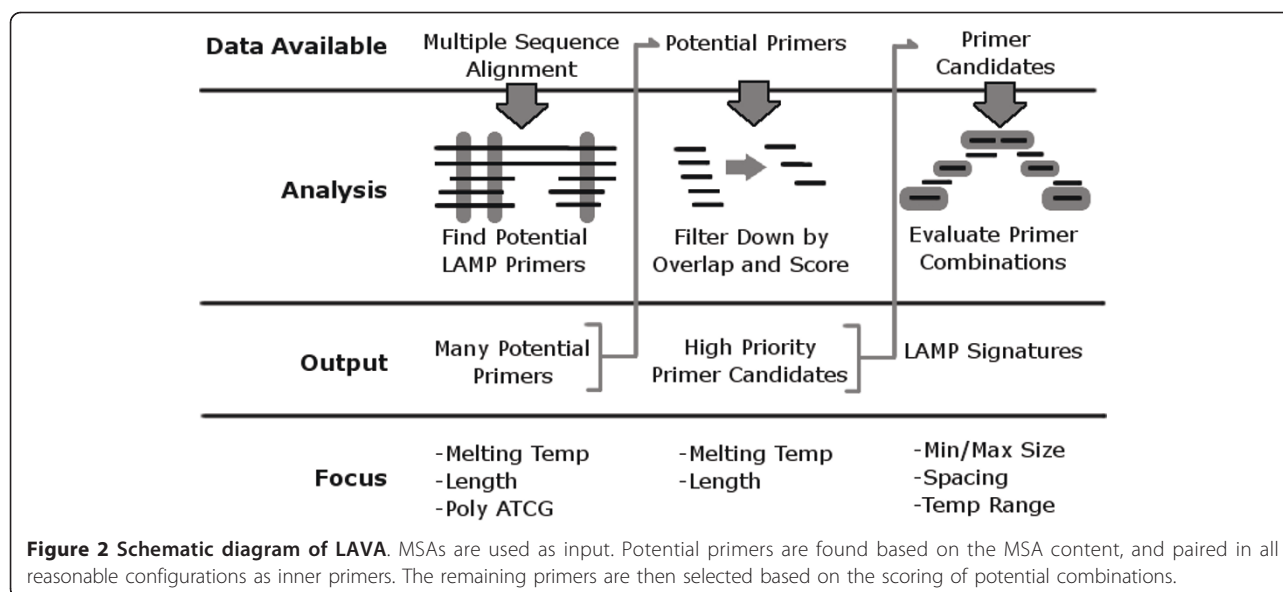 Data Available
Multiple Sequence
Alignment
Potential Primers
Primer
Candidates
Analysis
Find Potential
LAMP Primers
Filter Down by
Overlap and Score
Evaluate Primer
Combinations
Output
Many Potential
Primers
High Priority
Primer Candidates
LAMP Signatures
Focus
-Melting Temp
-Length
-Poly ATCG
-Melting Temp
-Length
-Min/Max Size
-Spacing
-Temp Range
Figure 2 Schematic diagram of LAVA. MSAs are used as input. Potential primers are found based on the MSA content, and paired in all
reasonable configurations as inner primers. The remaining primers are then selected based on the scoring of potential combinations.